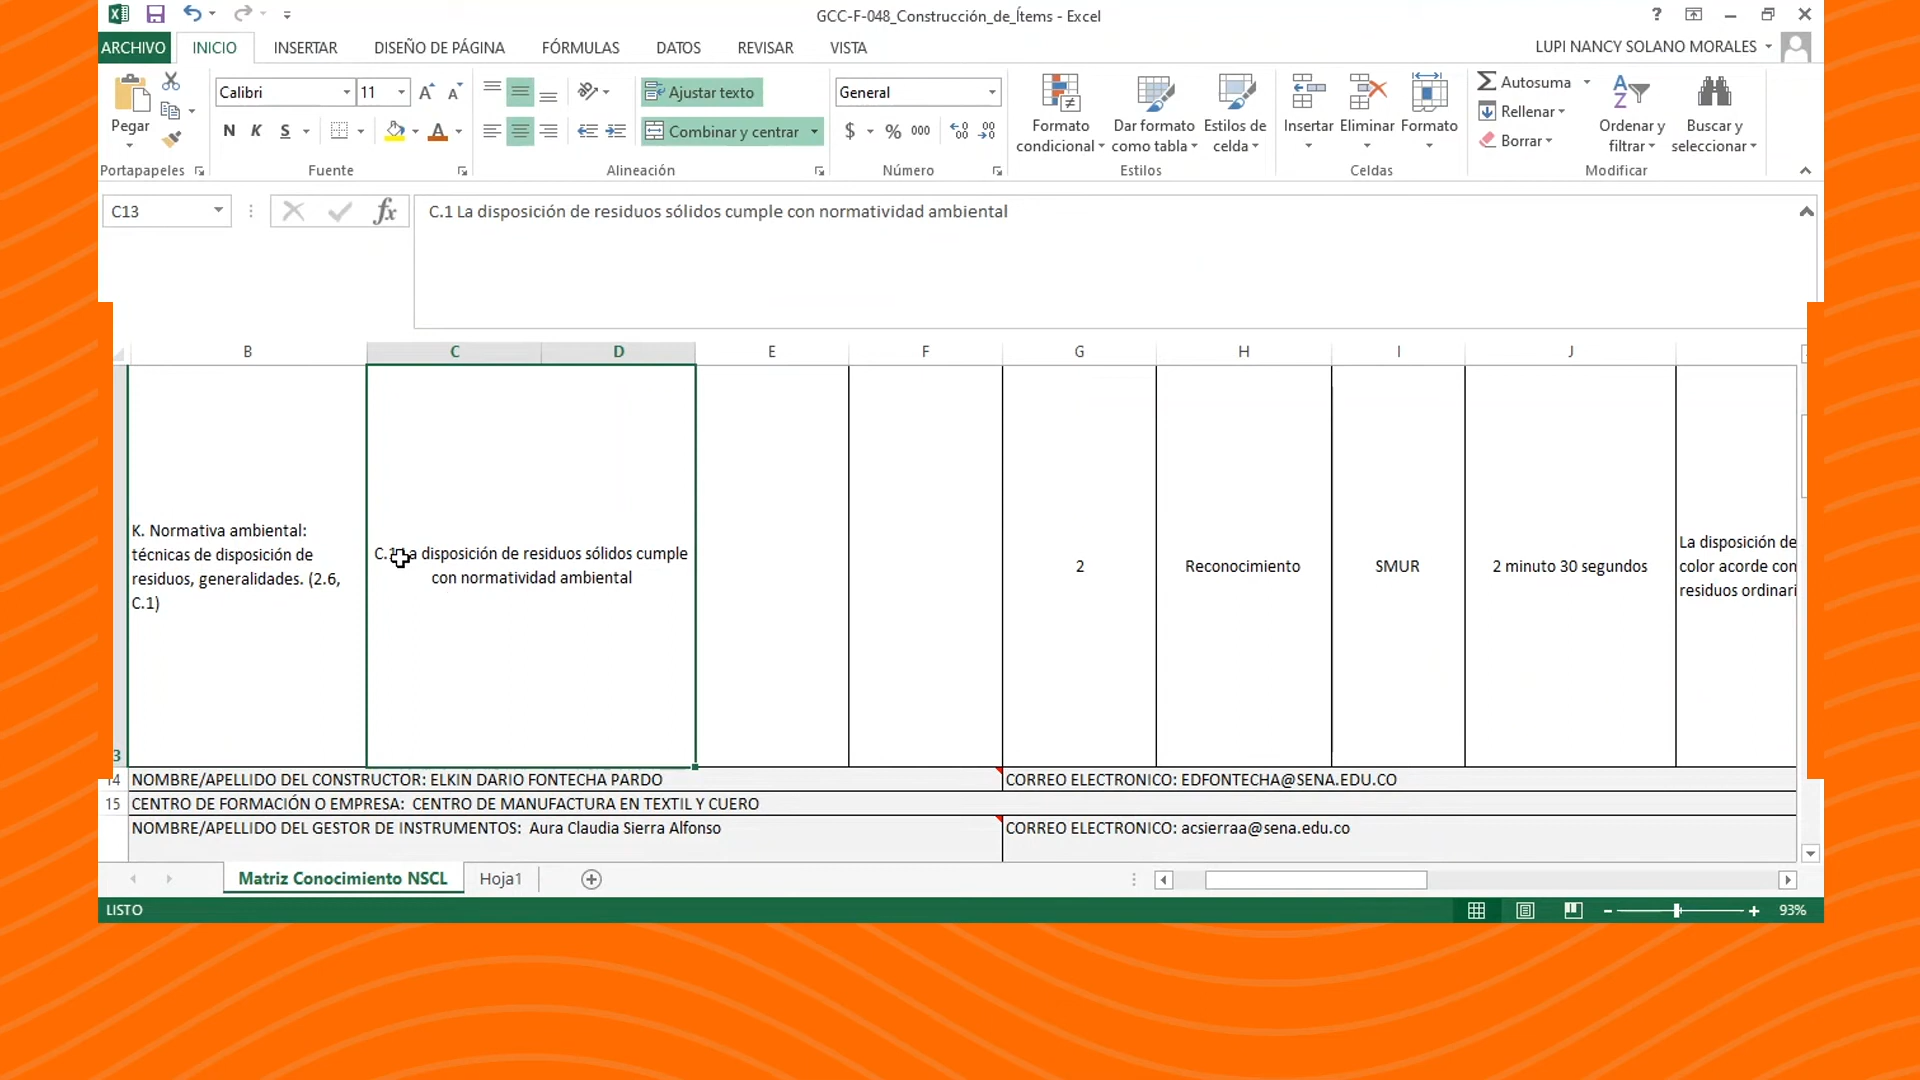 GCC-F-048_Construcción_de_Ítems - Excel
?
ARCHIVO INICIO INSERTAR DISEÑO DE PÁGINA FÓRMULAS DATOS REVISAR VISTA
LUPI NANCY SOLANO MORALES
Pegar
Portapapeles
Calibri 11
N K S
Fuente
Ajustar texto
Combinar y centrar
Alineación
General
$ % 000
Número
Formato condicional
Dar formato como tabla
Estilos de celda
Estilos
Insertar Eliminar Formato
Celdas
Autosuma
Rellenar
Borrar
Ordenar y filtrar
Buscar y seleccionar
Modificar
C13
fx
C.1 La disposición de residuos sólidos cumple con normatividad ambiental
B C D E F G H I J
K. Normativa ambiental:
técnicas de disposición de
residuos, generalidades. (2.6,
C.1)
disposición de residuos sólidos cumple
con normatividad ambiental
2
Reconocimiento
SMUR
2 minuto 30 segundos
La disposición de
color acorde con
residuos ordinari
3
14 NOMBRE/APELLIDO DEL CONSTRUCTOR: ELKIN DARIO FONTECHA PARDO CORREO ELECTRONICO: EDFONTECHA@SENA.EDU.CO
15 CENTRO DE FORMACIÓN O EMPRESA: CENTRO DE MANUFACTURA EN TEXTIL Y CUERO
NOMBRE/APELLIDO DEL GESTOR DE INSTRUMENTOS: Aura Claudia Sierra Alfonso CORREO ELECTRONICO: acsierraa@sena.edu.co
Matriz Conocimiento NSCL Hoja1
LISTO
93%